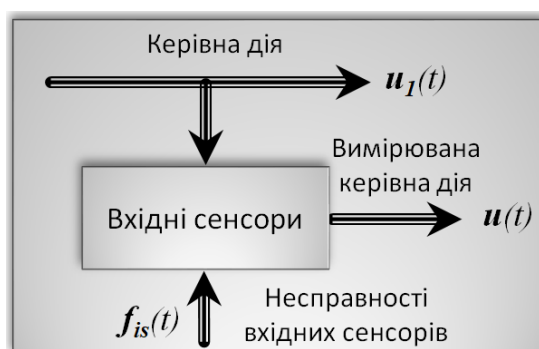 Керівна дія
u1(t)
Вимірювана
керівна дія
Вхідні сенсори
u(t)
fis(t)
Несправності
вхідних сенсорів